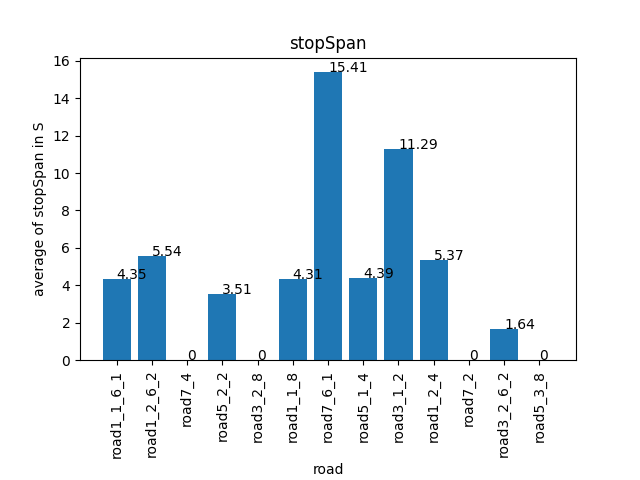 stopSpan
average of stopSpan in S
16
14
12
10
8
6
4
2
0
4.35
5.54
0
3.51
0
4.31
15.41
4.39
11.29
5.37
0
1.64
0
road1_1_6_1
road1_2_6_2
road7_4
road5_2_2
road3_2_8
road1_1_8
road7_6_1
road5_1_4
road3_1_2
road1_2_4
road7_2
road3_2_6_2
road5_3_8
road